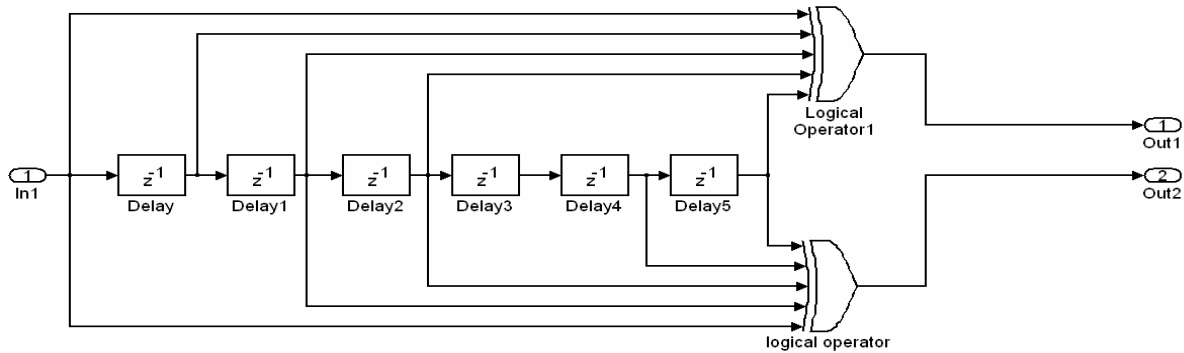 Logical
Operator1
1
Out1
1
In1
z-1
Delay
z-1
Delay1
z-1
Delay2
z-1
Delay3
z-1
Delay4
z-1
Delay5
2
Out2
logical operator